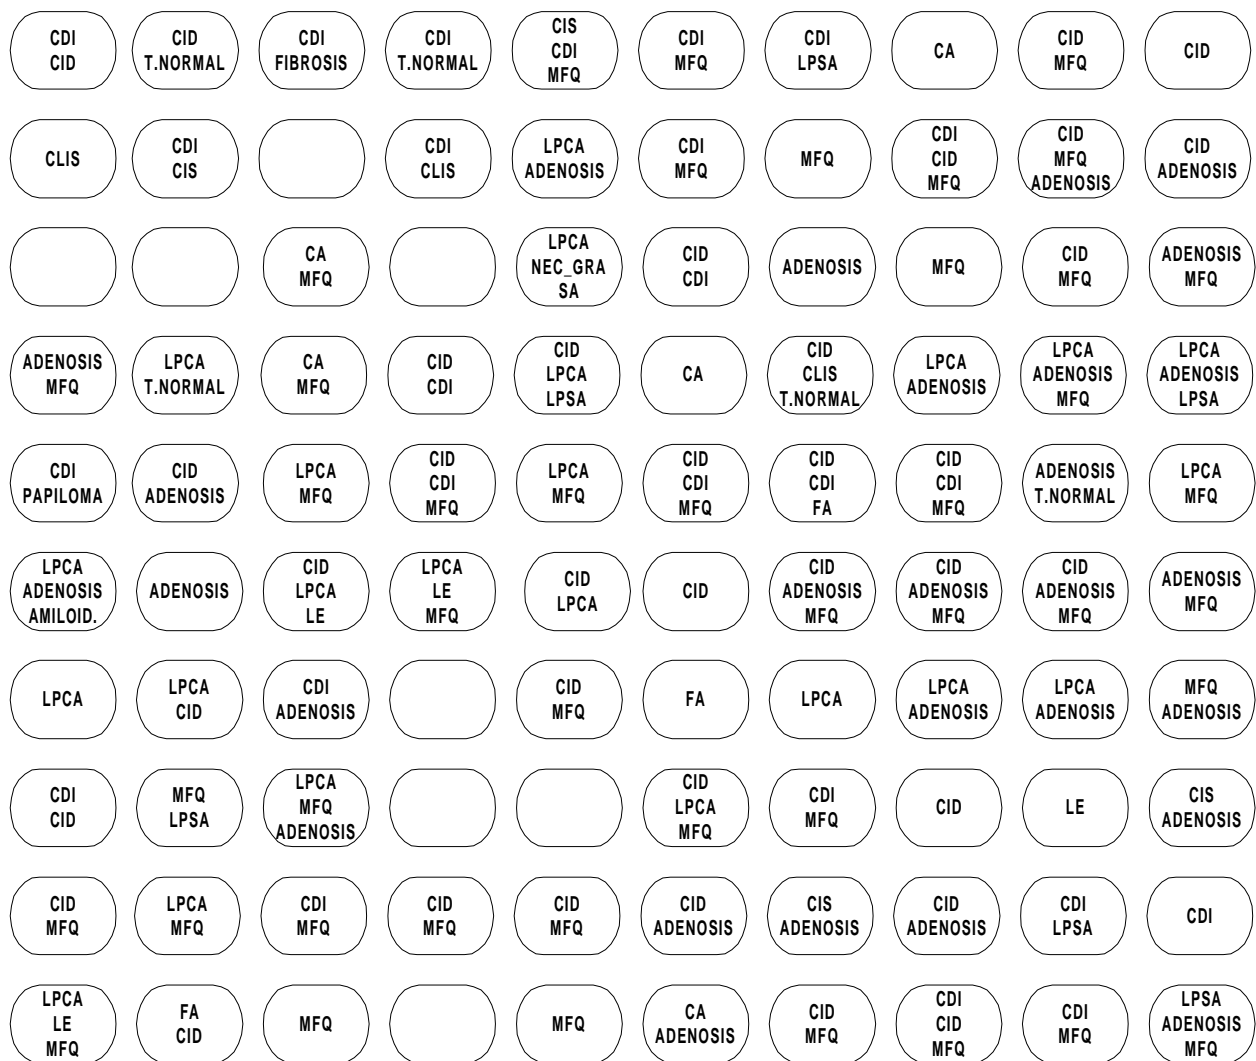 CDI
CID
CID
T.NORMAL
CDI
FIBROSIS
CDI
T.NORMAL
CIS
CDI
MFQ
CDI
MFQ
CDI
LPSA
CA
CID
MFQ
CID
CLIS
CDI
CIS
CDI
CLIS
LPCA
ADENOSIS
CDI
MFQ
MFQ
CDI
CID
MFQ
CID
MFQ
ADENOSIS
CID
ADENOSIS
CA
MFQ
LPCA
NEC_GRA
SA
CID
CDI
ADENOSIS
MFQ
CID
MFQ
ADENOSIS
MFQ
ADENOSIS
MFQ
LPCA
T.NORMAL
CA
MFQ
CID
CDI
CID
LPCA
LPSA
CA
CID
CLIS
T.NORMAL
LPCA
ADENOSIS
LPCA
ADENOSIS
MFQ
LPCA
ADENOSIS
LPSA
CDI
PAPILOMA
CID
ADENOSIS
LPCA
MFQ
CID
CDI
MFQ
LPCA
MFQ
CID
CDI
MFQ
CID
CDI
FA
CID
CDI
MFQ
ADENOSIS
T.NORMAL
LPCA
MFQ
LPCA
ADENOSIS
AMILOID.
ADENOSIS
CID
LPCA
LE
LPCA
LE
MFQ
CID
LPCA
CID
CID
ADENOSIS
MFQ
CID
ADENOSIS
MFQ
CID
ADENOSIS
MFQ
ADENOSIS
MFQ
LPCA
LPCA
CID
CDI
ADENOSIS
CID
MFQ
FA
LPCA
LPCA
ADENOSIS
LPCA
ADENOSIS
MFQ
ADENOSIS
CDI
CID
MFQ
LPSA
LPCA
MFQ
ADENOSIS
CID
LPCA
MFQ
CDI
MFQ
CID
LE
CIS
ADENOSIS
CID
MFQ
LPCA
MFQ
CDI
MFQ
CID
MFQ
CID
MFQ
CID
ADENOSIS
CIS
ADENOSIS
CID
ADENOSIS
CDI
LPSA
CDI
LPCA
LE
MFQ
FA
CID
MFQ
MFQ
CA
ADENOSIS
CID
MFQ
CDI
CID
MFQ
CDI
MFQ
LPSA
ADENOSIS
MFQ